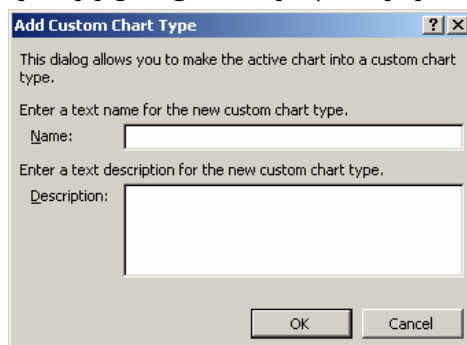 Add Custom Chart Type
This dialog allows you to make the active chart into a custom chart
type.
Enter a text name for the new custom chart type.
Name:
Enter a text description for the new custom chart type.
Description:
OK Cancel